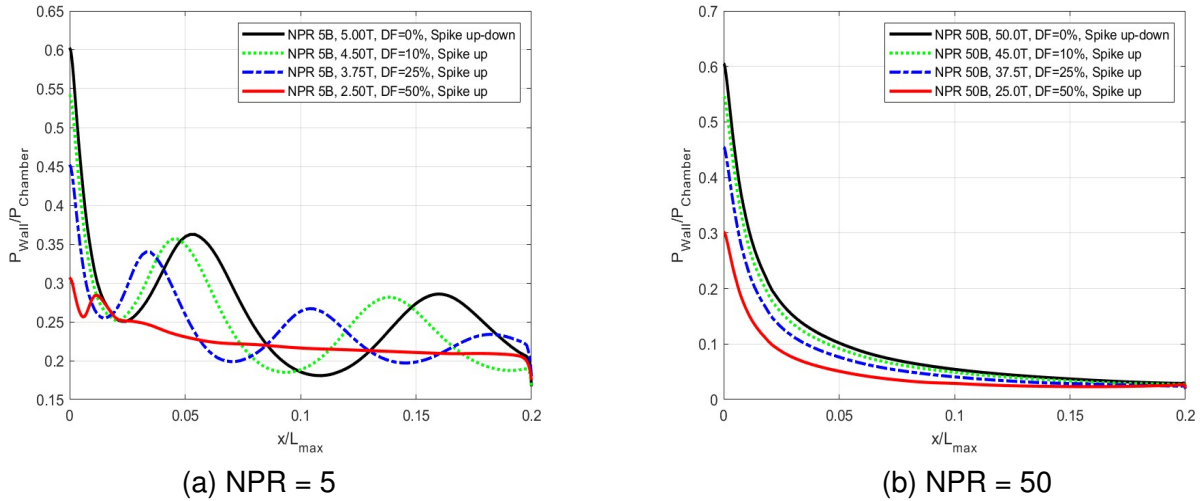 NPR 5B, 5.00T, DF=0%, Spike up-down
NPR 5B, 4.50T, DF=10%, Spike up
NPR 5B, 3.75T, DF=25%, Spike up
NPR 5B, 2.50T, DF=50%, Spike up
P_Wall/P_Chamber
0.6
0.55
0.5
0.45
0.4
0.35
0.3
0.25
0.2
0.15
0 0.05 0.1 0.15 0.2
x/L_max
(a) NPR = 5
NPR 50B, 50.0T, DF=0%, Spike up-down
NPR 50B, 45.0T, DF=10%, Spike up
NPR 50B, 37.5T, DF=25%, Spike up
NPR 50B, 25.0T, DF=50%, Spike up
P_Wall/P_Chamber
0.7
0.6
0.5
0.4
0.3
0.2
0.1
0
0 0.05 0.1 0.15 0.2
x/L_max
(b) NPR = 50